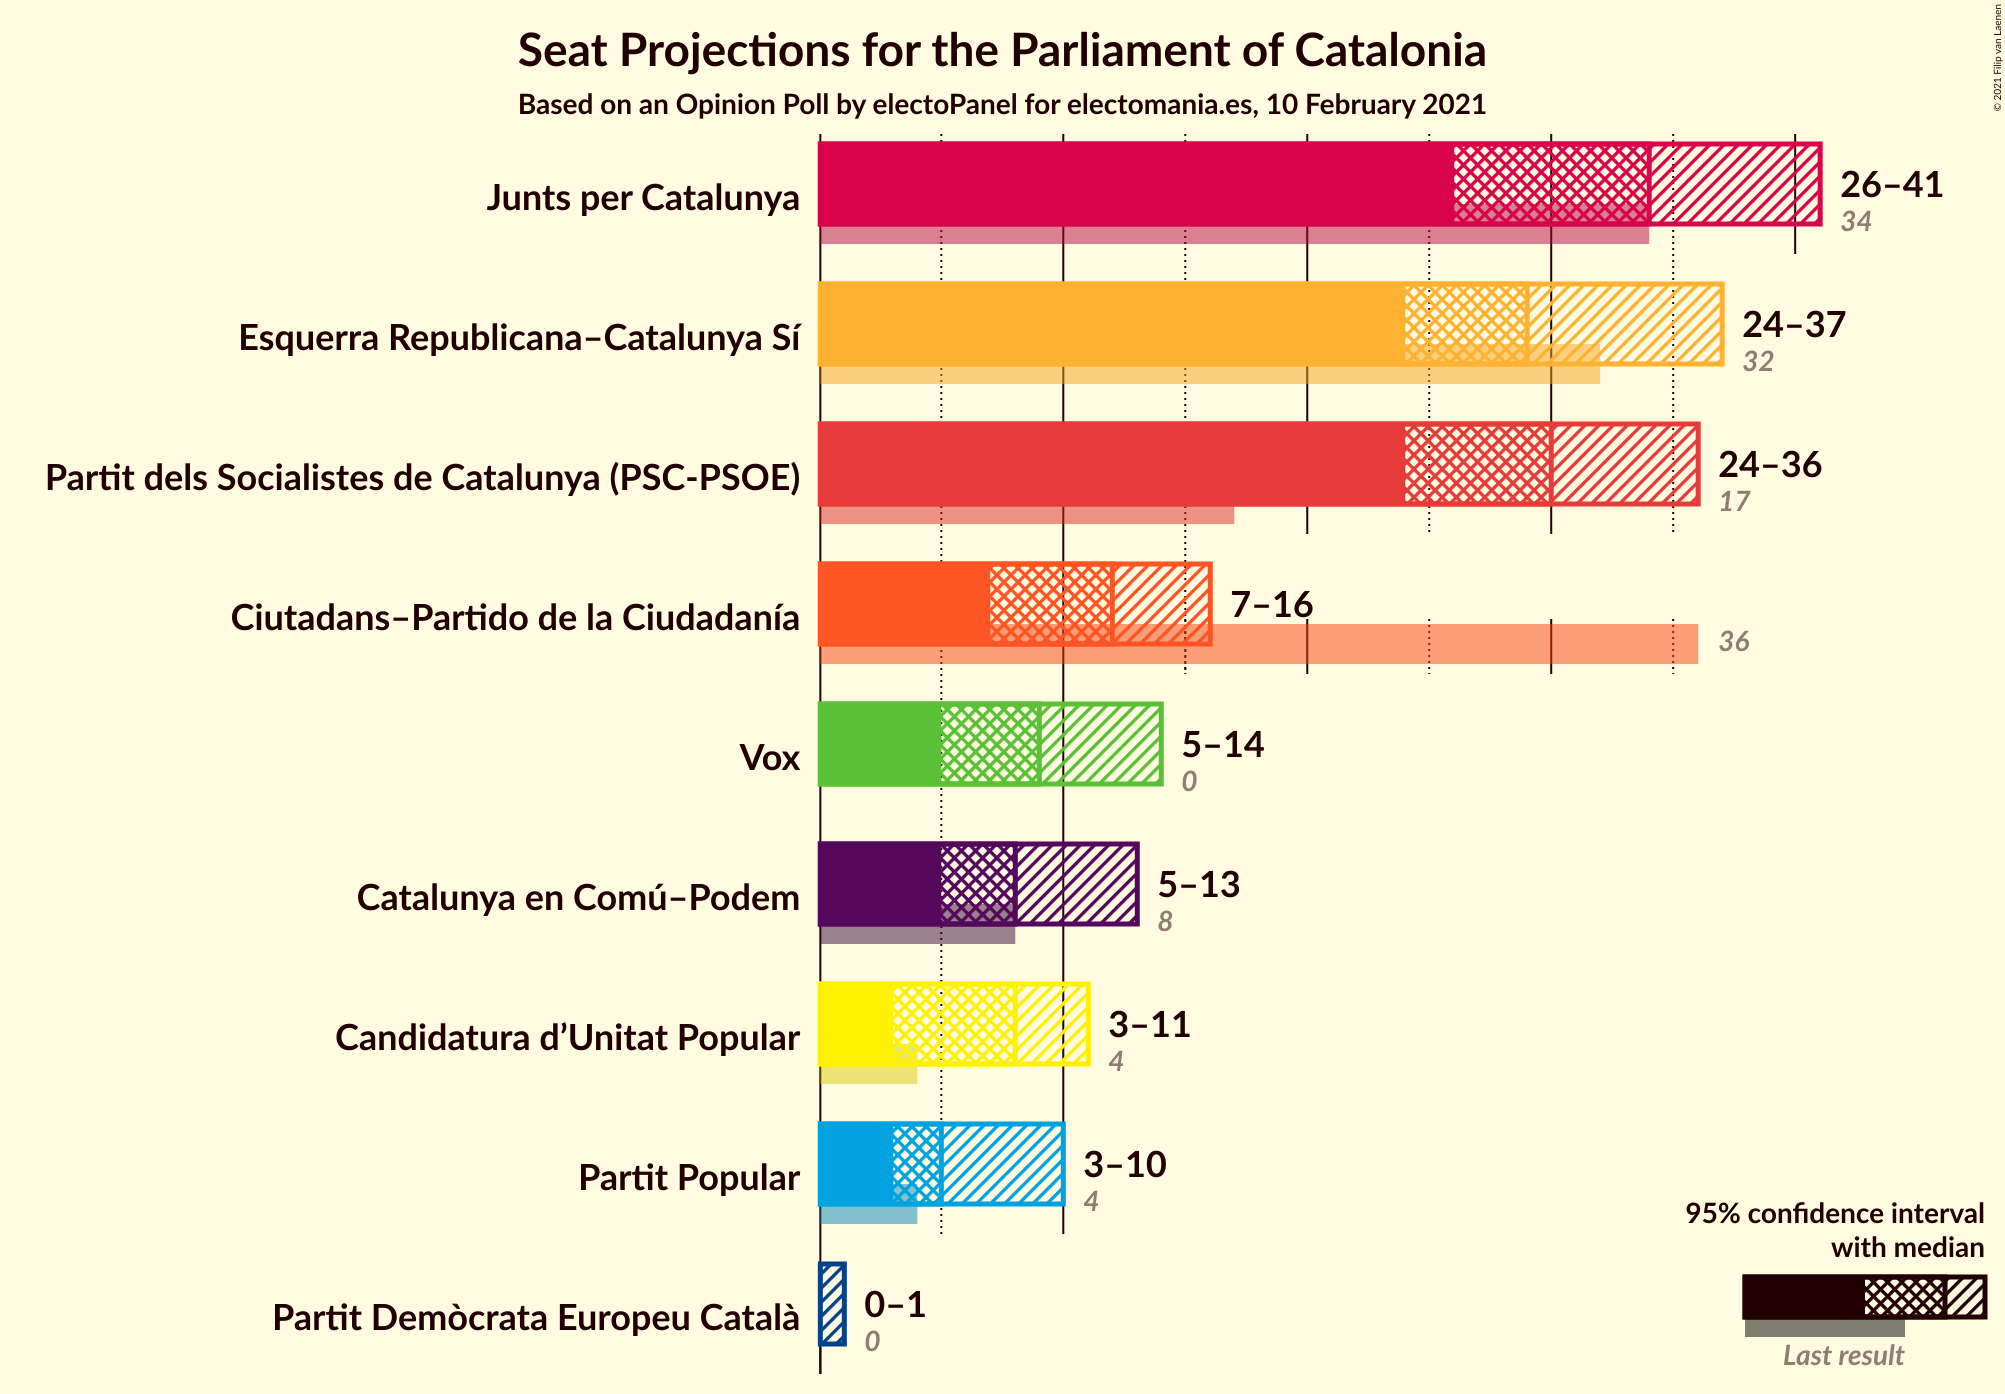 Seat Projections for the Parliament of Catalonia
Based on an Opinion Poll by electoPanel for electomania.es, 10 February 2021
© 2021 Filip van Laenen
Junts per Catalunya
26–41
34
Esquerra Republicana–Catalunya Sí
24–37
32
Partit dels Socialistes de Catalunya (PSC-PSOE)
24–36
17
Ciutadans–Partido de la Ciudadanía
7–16
36
Vox
5–14
0
Catalunya en Comú–Podem
5–13
8
Candidatura d’Unitat Popular
3–11
4
Partit Popular
3–10
4
Partit Demòcrata Europeu Català
0–1
0
95% confidence interval
with median
Last result